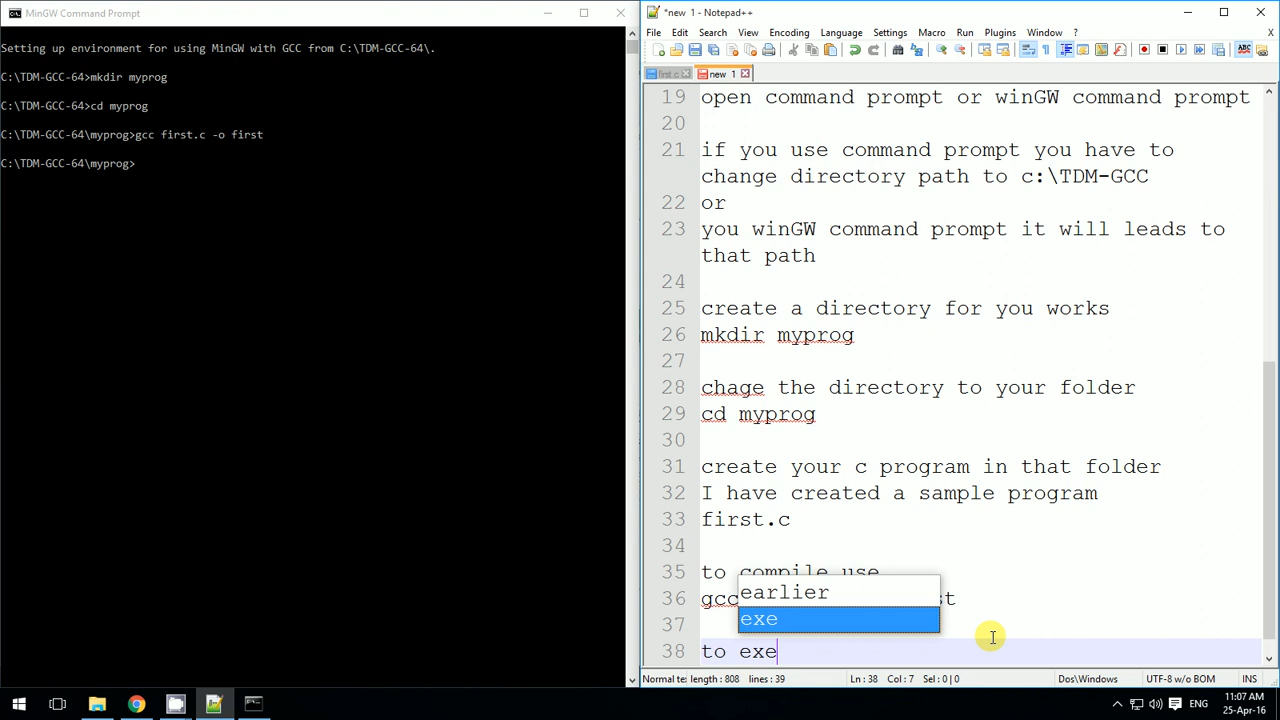 MinGW Command Prompt
Setting up environment for using MinGW with GCC from C:\TDM-GCC-64\.
C:\TDM-GCC-64>mkdir myprog
C:\TDM-GCC-64>cd myprog
C:\TDM-GCC-64\myprog>gcc first.c -o first
C:\TDM-GCC-64\myprog>
*new 1 - Notepad++
File Edit Search View Encoding Language Settings Macro Run Plugins Window ? X
first.c new 1
19 open command prompt or winGW command prompt
20
21 if you use command prompt you have to
change directory path to c:\TDM-GCC
22 or
23 you winGW command prompt it will leads to
that path
24
25 create a directory for you works
26 mkdir myprog
27
28 chage the directory to your folder
29 cd myprog
30
31 create your c program in that folder
32 I have created a sample program
33 first.c
34
35 to compile use
earlier
36 gcc
exe
37
38 to exe
Normal te: length : 808 lines : 39 Ln : 38 Col : 7 Sel : 0 | 0 Dos\Windows UTF-8 w/o BOM INS
ENG
11:07 AM
25-Apr-16